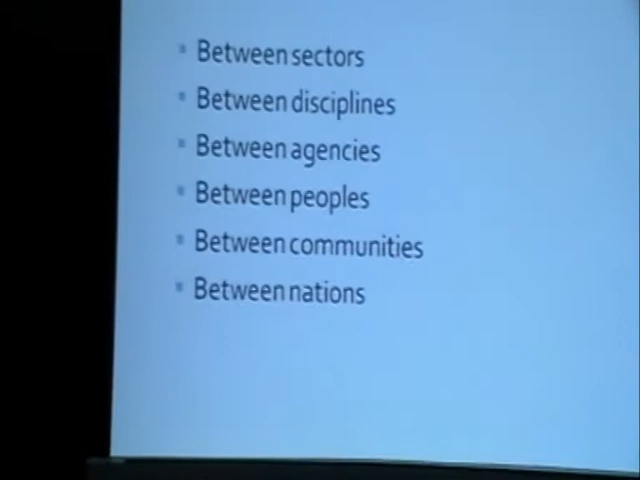 Between sectors
Between disciplines
Between agencies
Between peoples
Between communities
Between nations